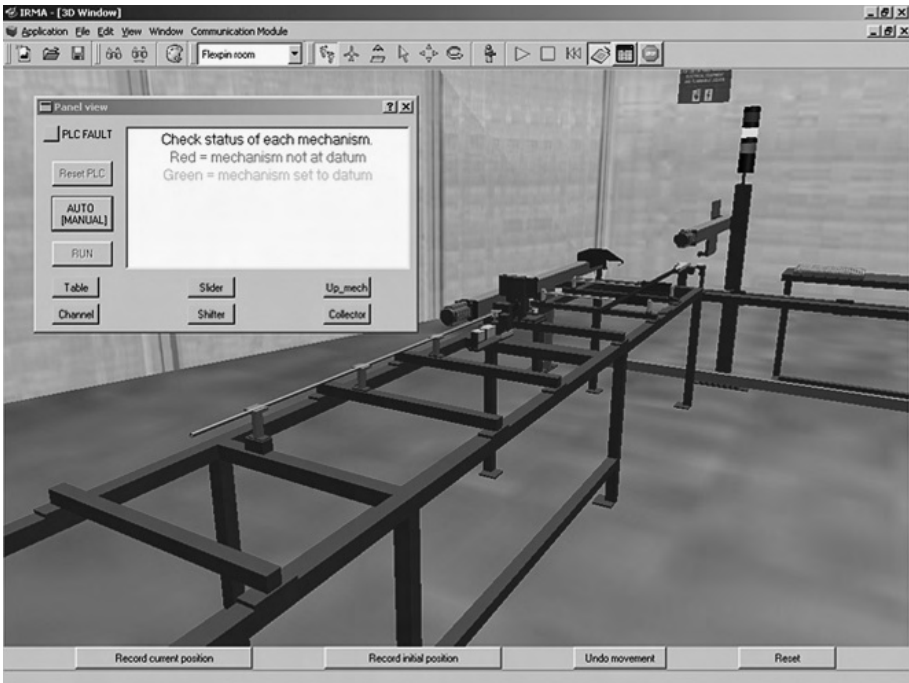 IRMA - [3D Window]
Application File Edit View Window Communication Module
Flexpin room
Panel view
PLC FAULT
Check status of each mechanism.
Red = mechanism not at datum
Green = mechanism set to datum
Reset PLC
AUTO
[MANUAL]
RUN
Table Slider Up_mech
Channel Shifter Collector
Record current position Record initial position Undo movement Reset